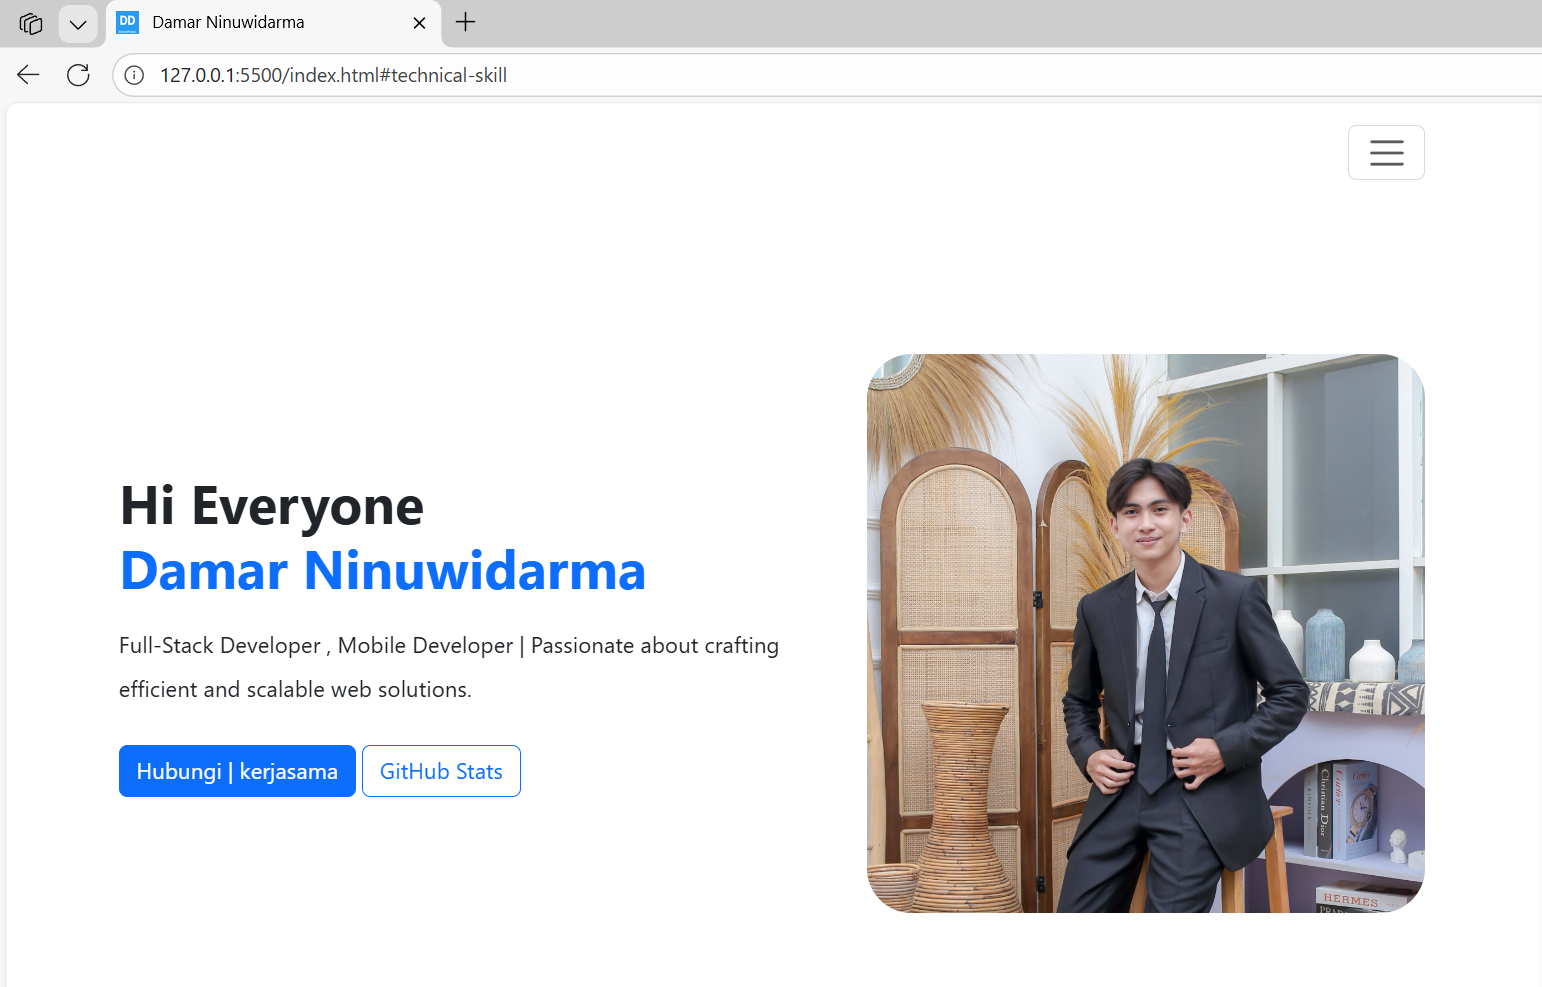 DD
Damar Ninuwidarma
127.0.0.1:5500/index.html#technical-skill
Hi Everyone
Damar Ninuwidarma
Full-Stack Developer , Mobile Developer | Passionate about crafting
efficient and scalable web solutions.
Hubungi | kerjasama
GitHub Stats
Christian Dior
Cartier
HERMES